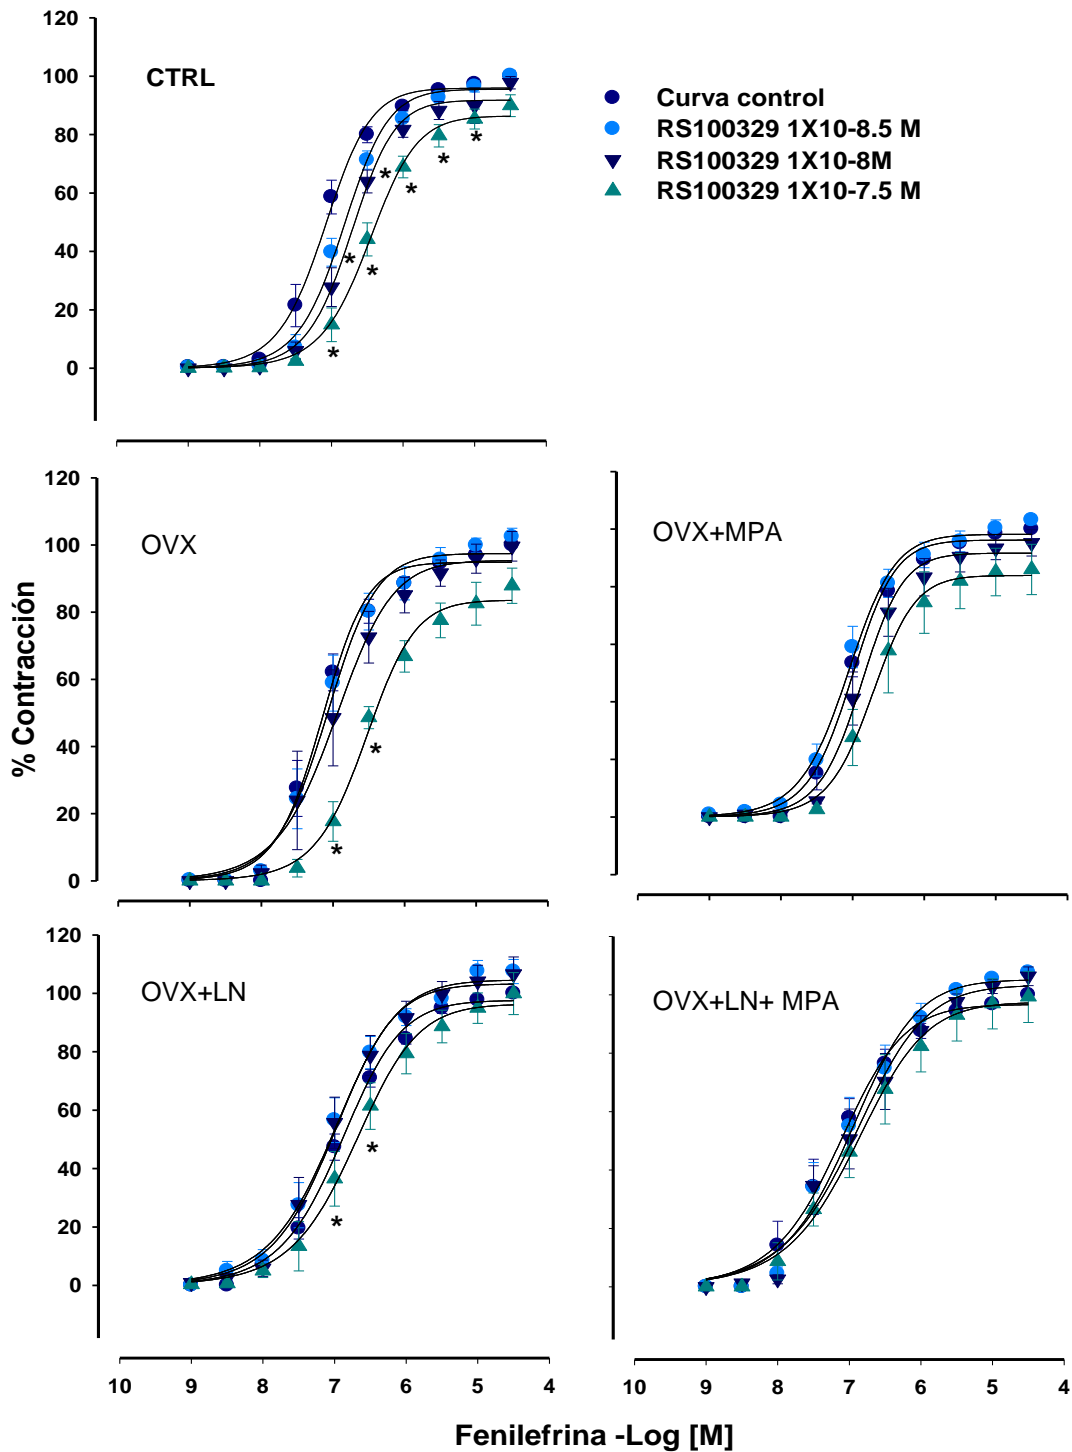 120
100
80
60
40
20
0
CTRL
Curva control
RS100329 1X10-8.5 M
RS100329 1X10-8M
RS100329 1X10-7.5 M
* * * *
* *
*
% Contracción
120
100
80
60
40
20
0
OVX
*
*
OVX+MPA
120
100
80
60
40
20
0
OVX+LN
*
*
OVX+LN+ MPA
10 9 8 7 6 5 4
10 9 8 7 6 5 4
Fenilefrina -Log [M]